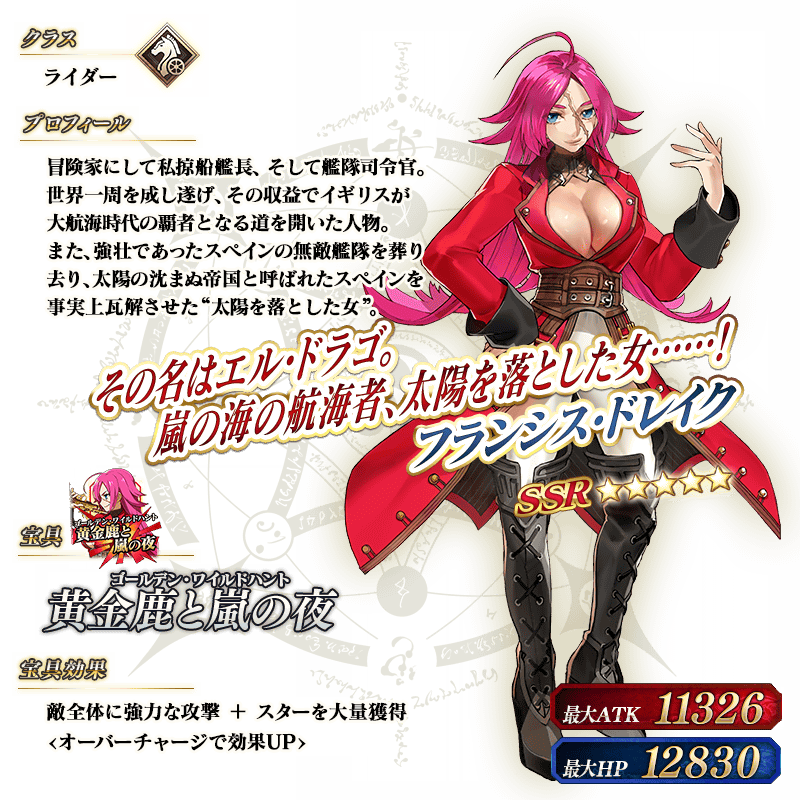 クラス
ライダー
プロフィール
冒険家にして私掠船艦長、そして艦隊司令官。
世界一周を成し遂げ、その収益でイギリスが
大航海時代の覇者となる道を開いた人物。
また、強壮であったスペインの無敵艦隊を葬り
去り、太陽の沈まぬ帝国と呼ばれたスペインを
事実上瓦解させた“太陽を落とした女”。
その名はエル・ドラゴ。
嵐の海の航海者、太陽を落とした女……!
フランシス・ドレイク
SSR ☆☆☆☆☆
宝具
ゴールデン・ワイルドハント
黄金鹿と
嵐の夜
ゴールデン・ワイルドハント
黄金鹿と嵐の夜
宝具効果
敵全体に強力な攻撃 + スターを大量獲得
<オーバーチャージで効果UP>
最大ATK 11326
最大HP 12830